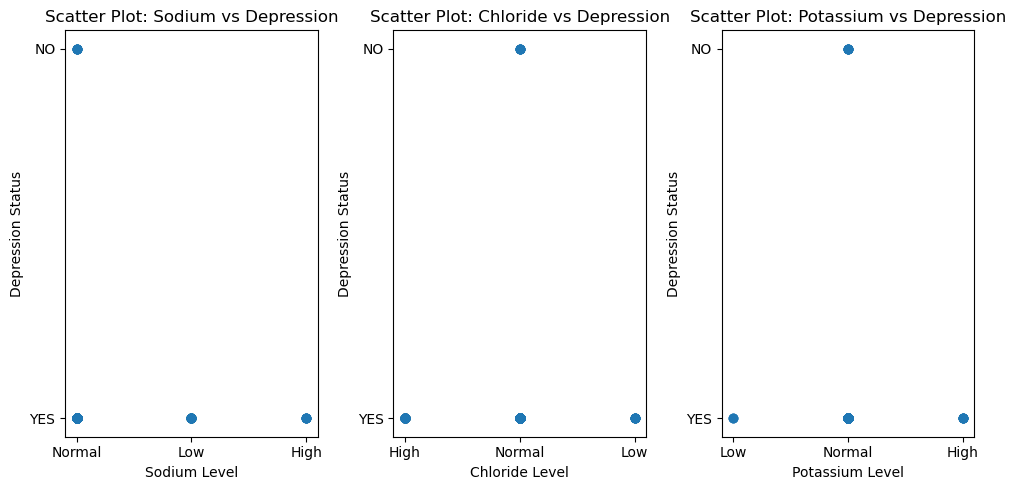 Scatter Plot: Sodium vs Depression
NO
YES
Depression Status
Normal Low High
Sodium Level
Scatter Plot: Chloride vs Depression
NO
YES
Depression Status
High Normal Low
Chloride Level
Scatter Plot: Potassium vs Depression
NO
YES
Depression Status
Low Normal High
Potassium Level